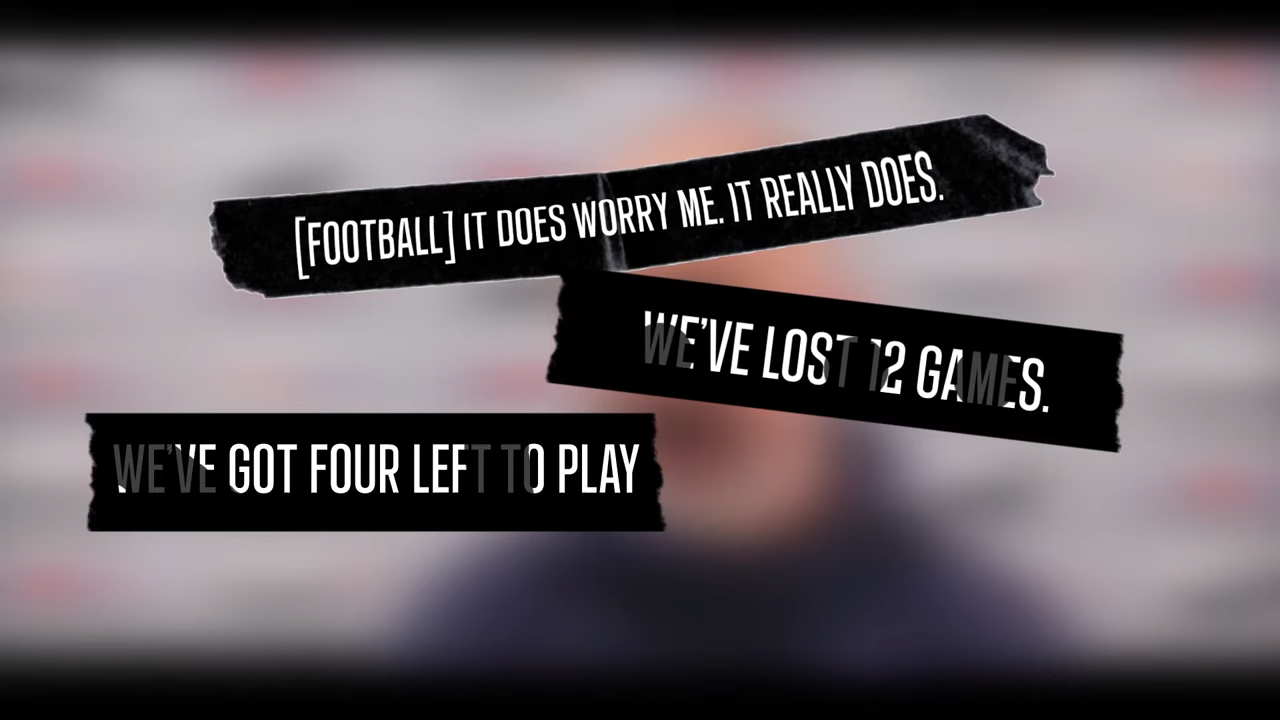 [FOOTBALL] IT DOES WORRY ME. IT REALLY DOES.
WE'VE LOST 12 GAMES.
WE'VE GOT FOUR LEFT TO PLAY